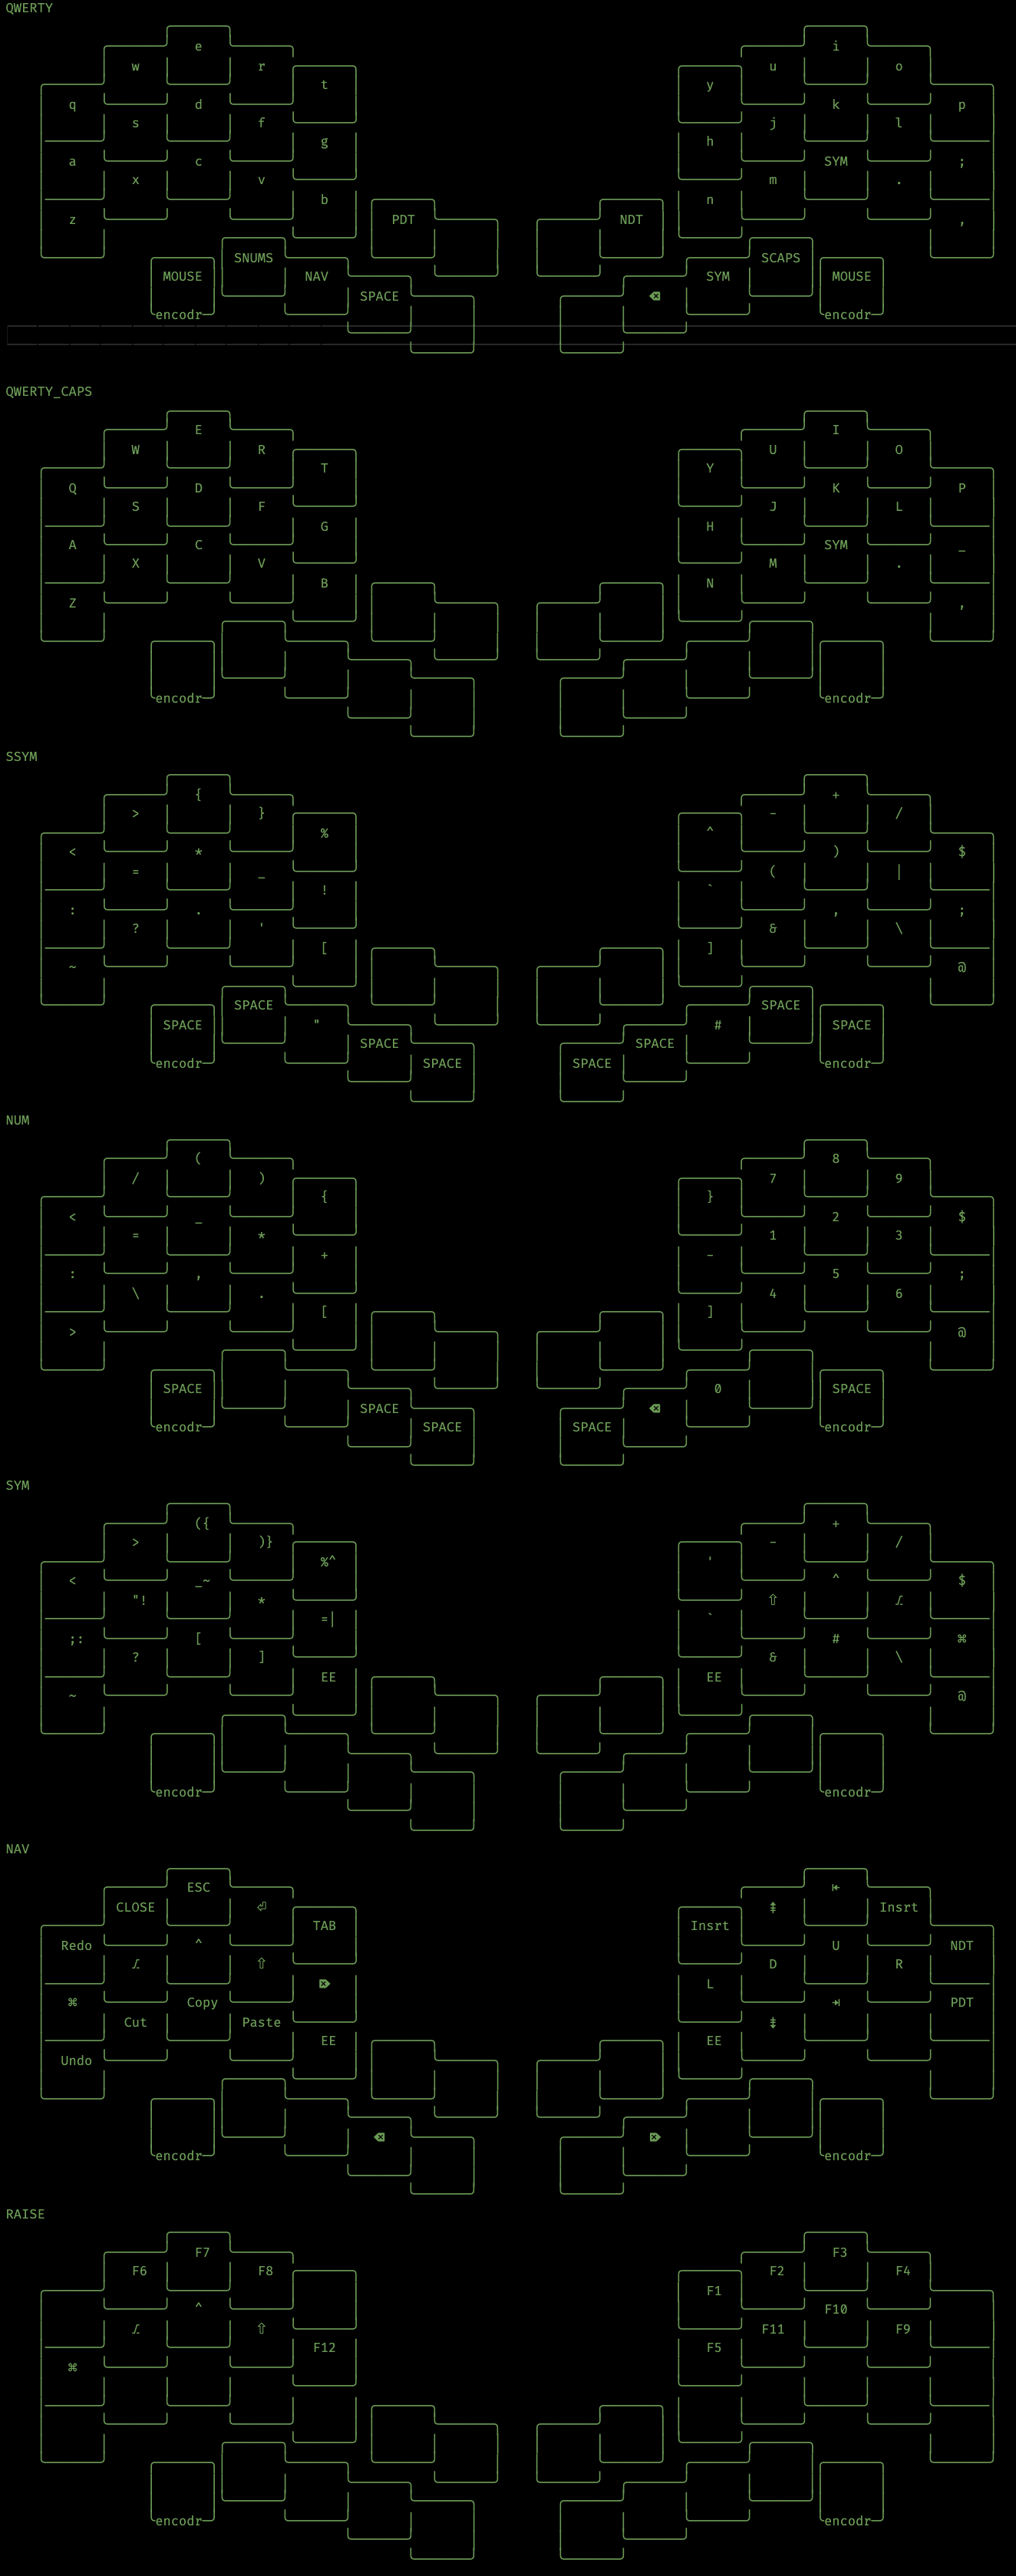 QWERTY
e i
w r u o
t y
q d k p
s f j l
g h
a c SYM ;
x v m .
b n
z PDT NDT ,
SNUMS SCAPS
MOUSE NAV SYM MOUSE
SPACE ⌫
encodr encodr
QWERTY_CAPS
E I
W R U O
T Y
Q D K P
S F J L
G H
A C SYM _
X V M .
B N
Z ,
encodr encodr
SSYM
{ +
> } - /
% ^
< * ) $
= _ ( |
! `
: . , ;
? ' & \
[ ]
~ @
SPACE SPACE
SPACE " # SPACE
SPACE SPACE
encodr SPACE SPACE encodr
NUM
( 8
/ ) 7 9
{ }
< _ 2 $
= * 1 3
+ -
: , 5 ;
\ . 4 6
[ ]
> @
SPACE 0 SPACE
SPACE ⌫
encodr SPACE SPACE encodr
SYM
({ +
> )} - /
%^ '
< _~ ^ $
"! * ⇧ ⎇
=| `
;: [ # ⌘
? ] & \
EE EE
~ @
encodr encodr
NAV
ESC ⇤
CLOSE ⏎ ⇞ Insrt
TAB Insrt
Redo ^ U NDT
⎇ ⇧ D R
⌦ L
⌘ Copy ⇥ PDT
Cut Paste ⇟
EE EE
Undo
⌫ ⌦
encodr encodr
RAISE
F7 F3
F6 F8 F2 F4
F1
^ F10
⎇ ⇧ F11 F9
F12 F5
⌘
encodr encodr